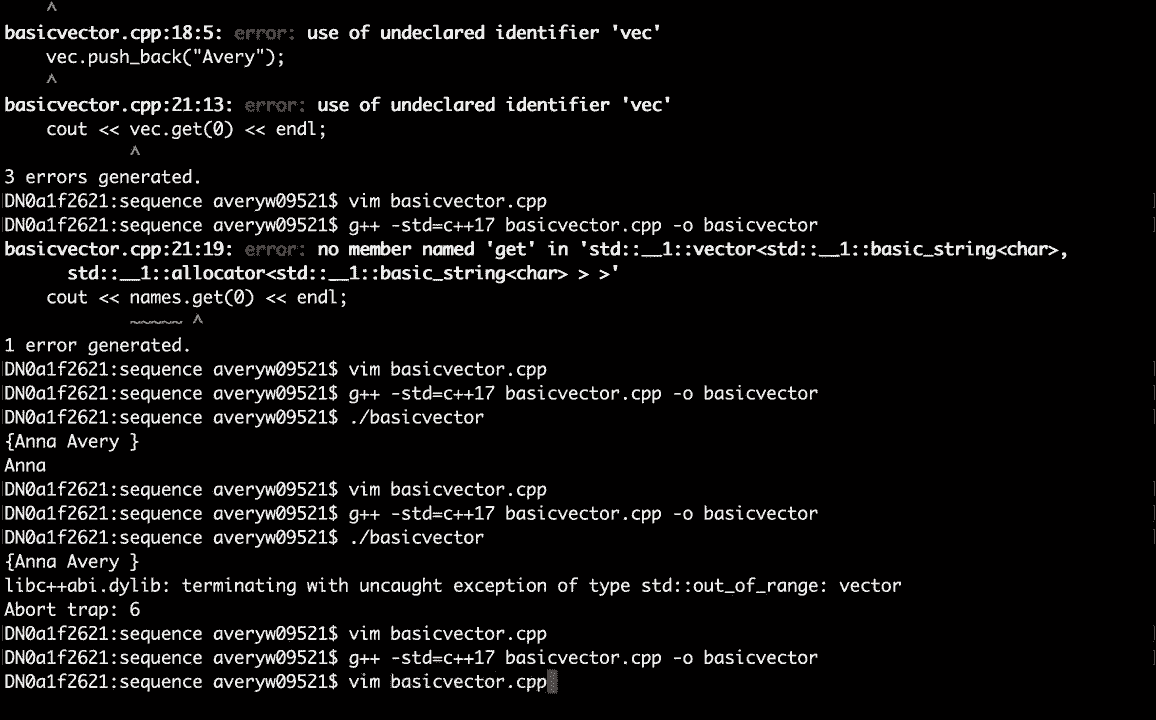 ^
basicvector.cpp:18:5: error: use of undeclared identifier 'vec'
    vec.push_back("Avery");
    ^
basicvector.cpp:21:13: error: use of undeclared identifier 'vec'
    cout << vec.get(0) << endl;
            ^
3 errors generated.
DN0a1f2621:sequence averyw09521$ vim basicvector.cpp
DN0a1f2621:sequence averyw09521$ g++ -std=c++17 basicvector.cpp -o basicvector
basicvector.cpp:21:19: error: no member named 'get' in 'std::__1::vector<std::__1::basic_string<char>,
      std::__1::allocator<std::__1::basic_string<char> > >'
    cout << names.get(0) << endl;
            ~~~~~ ^
1 error generated.
DN0a1f2621:sequence averyw09521$ vim basicvector.cpp
DN0a1f2621:sequence averyw09521$ g++ -std=c++17 basicvector.cpp -o basicvector
DN0a1f2621:sequence averyw09521$ ./basicvector
{Anna Avery }
Anna
DN0a1f2621:sequence averyw09521$ vim basicvector.cpp
DN0a1f2621:sequence averyw09521$ g++ -std=c++17 basicvector.cpp -o basicvector
DN0a1f2621:sequence averyw09521$ ./basicvector
{Anna Avery }
libc++abi.dylib: terminating with uncaught exception of type std::out_of_range: vector
Abort trap: 6
DN0a1f2621:sequence averyw09521$ vim basicvector.cpp
DN0a1f2621:sequence averyw09521$ g++ -std=c++17 basicvector.cpp -o basicvector
DN0a1f2621:sequence averyw09521$ vim basicvector.cpp